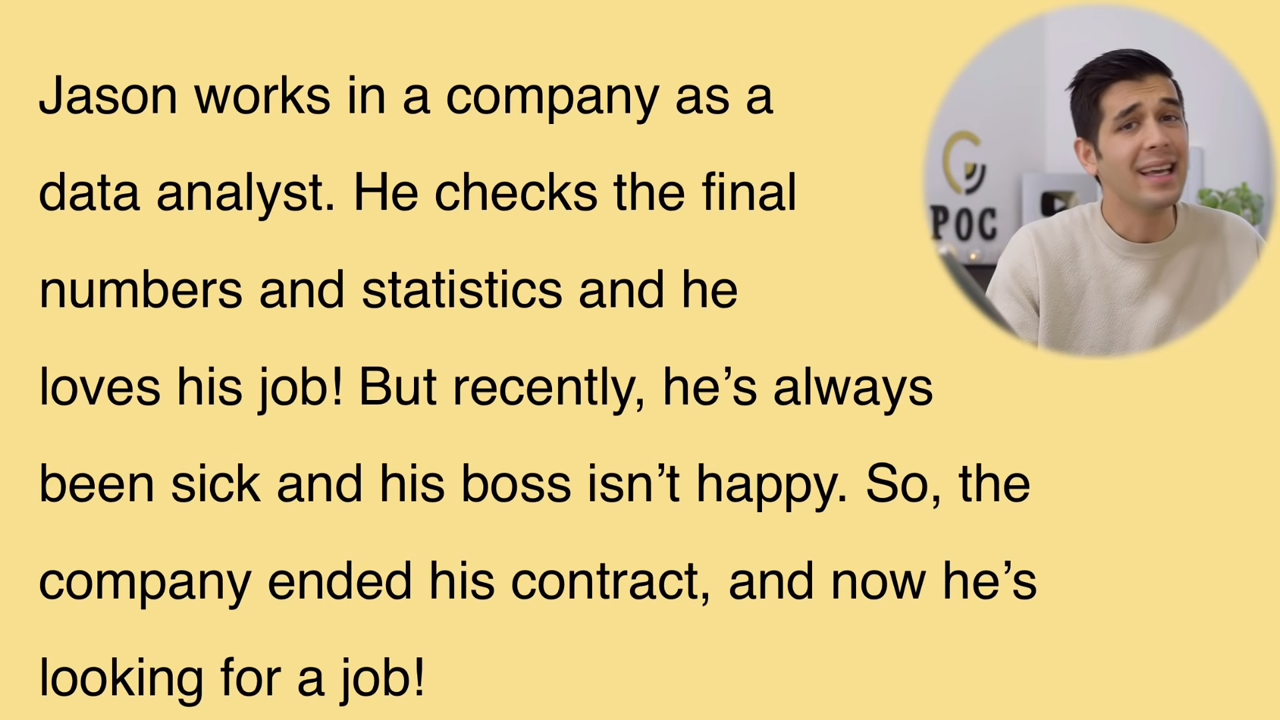 Jason works in a company as a
data analyst. He checks the final
numbers and statistics and he
loves his job! But recently, he’s always
been sick and his boss isn’t happy. So, the
company ended his contract, and now he’s
looking for a job!
POC